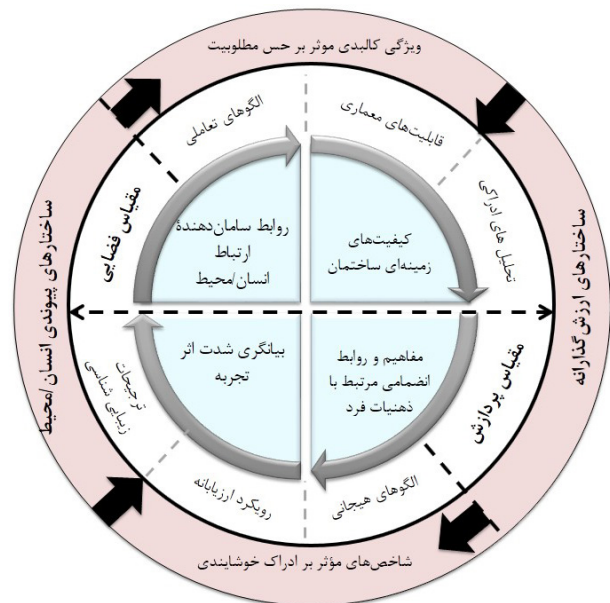 ویژگی کالبدی موثر بر حس مطلوبیت
الگوهای تعاملی
قابلیت‌های معماری
تحلیل های ادراکی
مقیاس فضایی
روابط سامان‌دهندهٔ
ارتباط
انسان/محیط
کیفیت‌های
زمینه‌ای ساختمان
ساختارهای ارزش‌گذارانه
ساختارهای پیوندی انسان/محیط
مفاهیم و روابط
انضمامی مرتبط با
ذهنیات فرد
بیانگری شدت اثر
تجربه
مقیاس پردازش
ترجیحات
زیبایی شناسی
الگوهای هیجانی
رویکرد ارزیابانه
شاخص‌های مؤثر بر ادراک خوشایندی